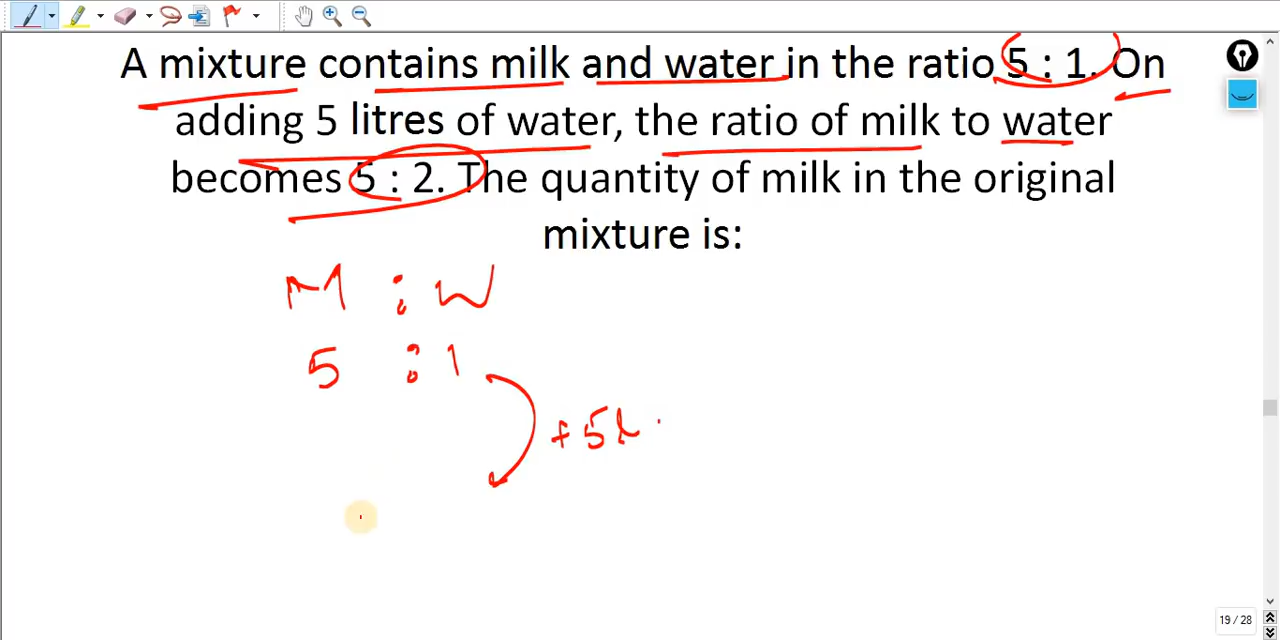 A mixture contains milk and water in the ratio 5 : 1. On
adding 5 litres of water, the ratio of milk to water
becomes 5 : 2. The quantity of milk in the original
mixture is:
M : W
5 : 1
+5l
19 / 28